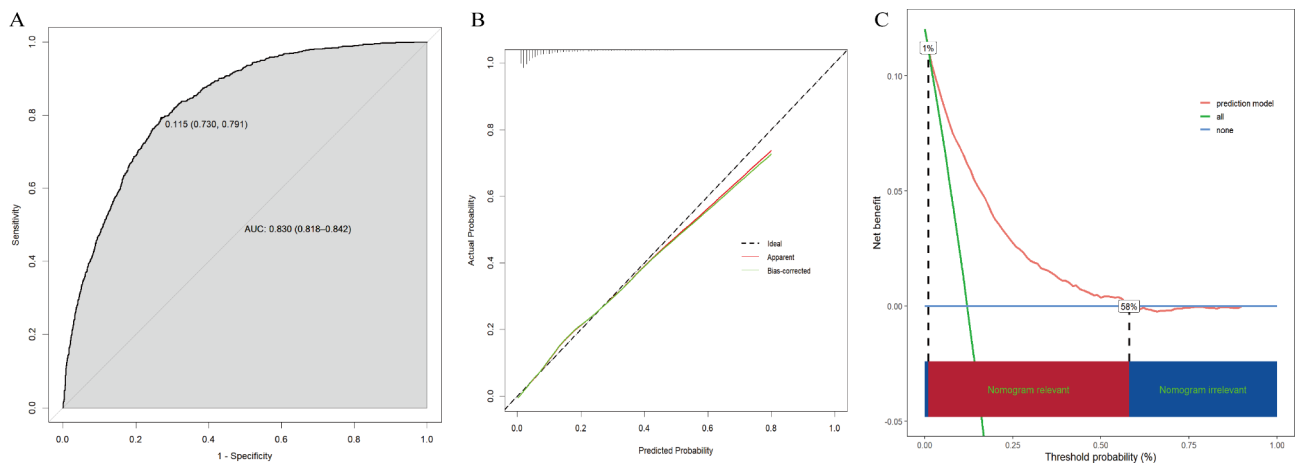 A
1.0
0.8
0.6
0.4
0.2
0.0
Sensitivity
0.115 (0.730, 0.791)
AUC: 0.830 (0.818–0.842)
0.0 0.2 0.4 0.6 0.8 1.0
1 - Specificity
B
1.0
0.8
0.6
0.4
0.2
0.0
Actual Probability
Ideal
Apparent
Bias-corrected
0.0 0.2 0.4 0.6 0.8 1.0
Predicted Probability
C
1%
0.10
0.05
0.00
-0.05
Net benefit
prediction model
all
none
58%
Nomogram relevant
Nomogram irrelevant
0.00 0.25 0.50 0.75 1.00
Threshold probability (%)